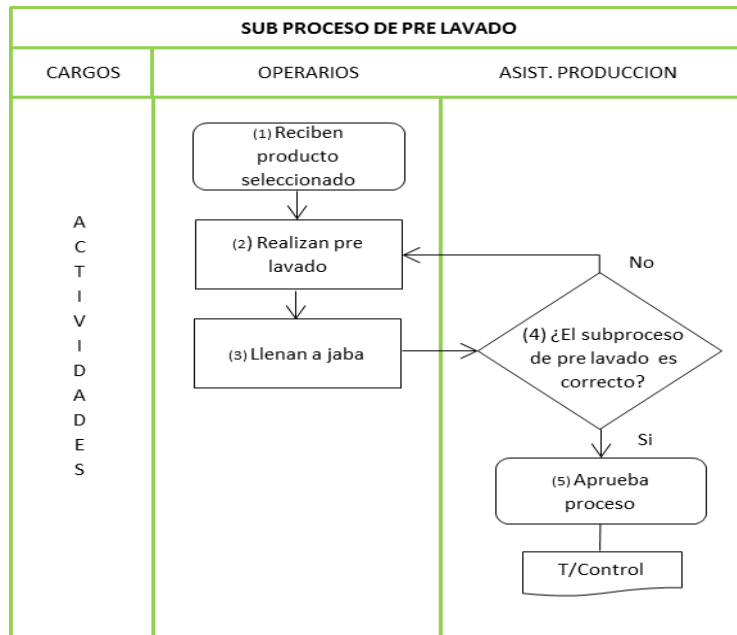 SUB PROCESO DE PRE LAVADO
CARGOS
OPERARIOS
ASIST. PRODUCCION
A
C
T
I
V
I
D
A
D
E
S
(1) Reciben
producto
seleccionado
(2) Realizan pre
lavado
(3) Llenan a jaba
No
(4) ¿El subproceso
de pre lavado es
correcto?
Si
(5) Aprueba
proceso
T/Control